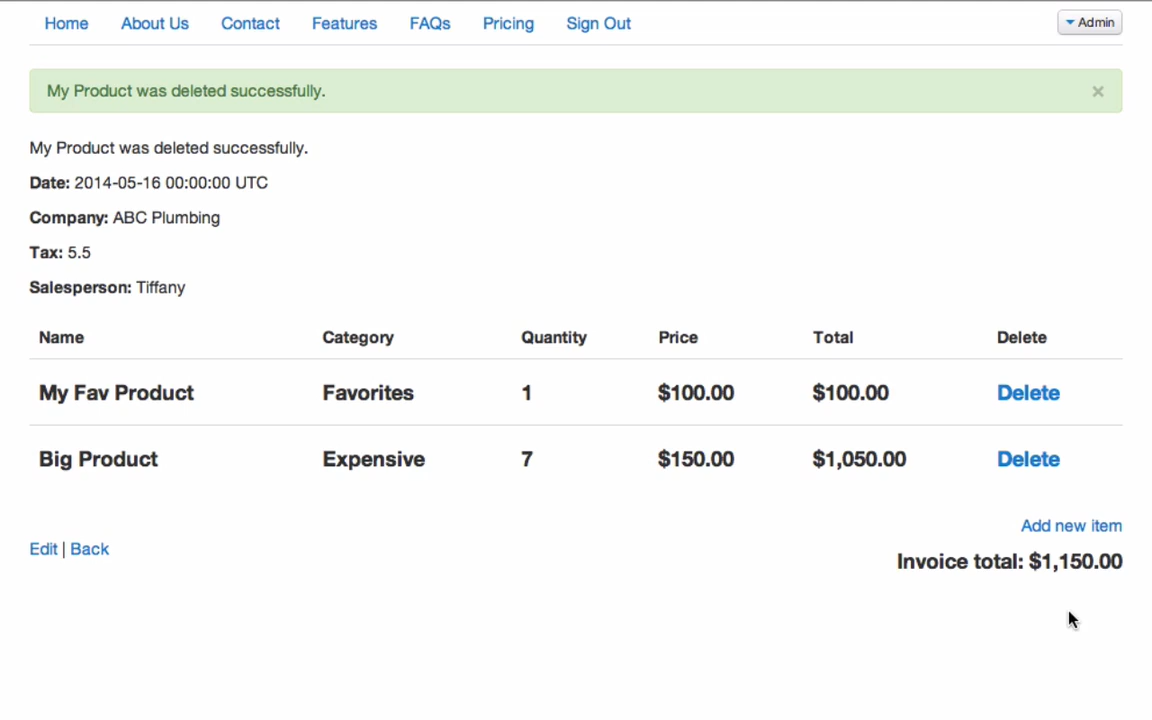 Home About Us Contact Features FAQs Pricing Sign Out Admin
My Product was deleted successfully. ×
My Product was deleted successfully.
Date: 2014-05-16 00:00:00 UTC
Company: ABC Plumbing
Tax: 5.5
Salesperson: Tiffany
Name Category Quantity Price Total Delete
My Fav Product Favorites 1 $100.00 $100.00 Delete
Big Product Expensive 7 $150.00 $1,050.00 Delete
Add new item
Edit | Back
Invoice total: $1,150.00